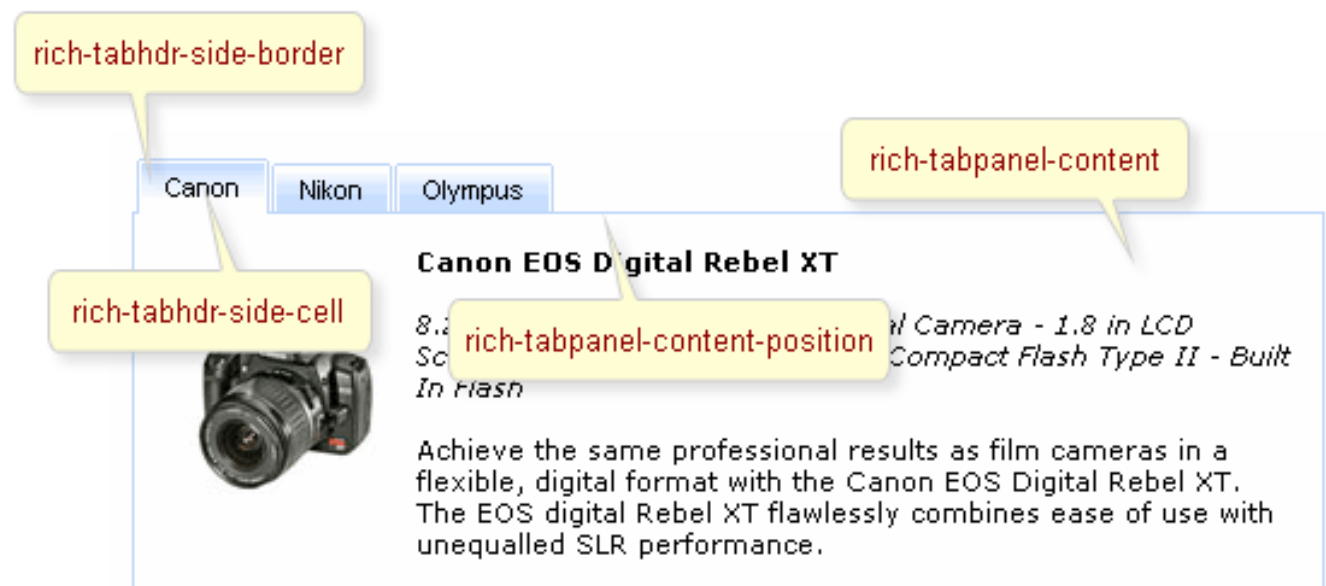 rich-tabhdr-side-border
rich-tabpanel-content
Canon Nikon Olympus
Canon EOS Digital Rebel XT
rich-tabhdr-side-cell
rich-tabpanel-content-position
Camera - 1.8 in LCD
Compact Flash Type II - Built
In Flash
Achieve the same professional results as film cameras in a
flexible, digital format with the Canon EOS Digital Rebel XT.
The EOS digital Rebel XT flawlessly combines ease of use with
unequalled SLR performance.